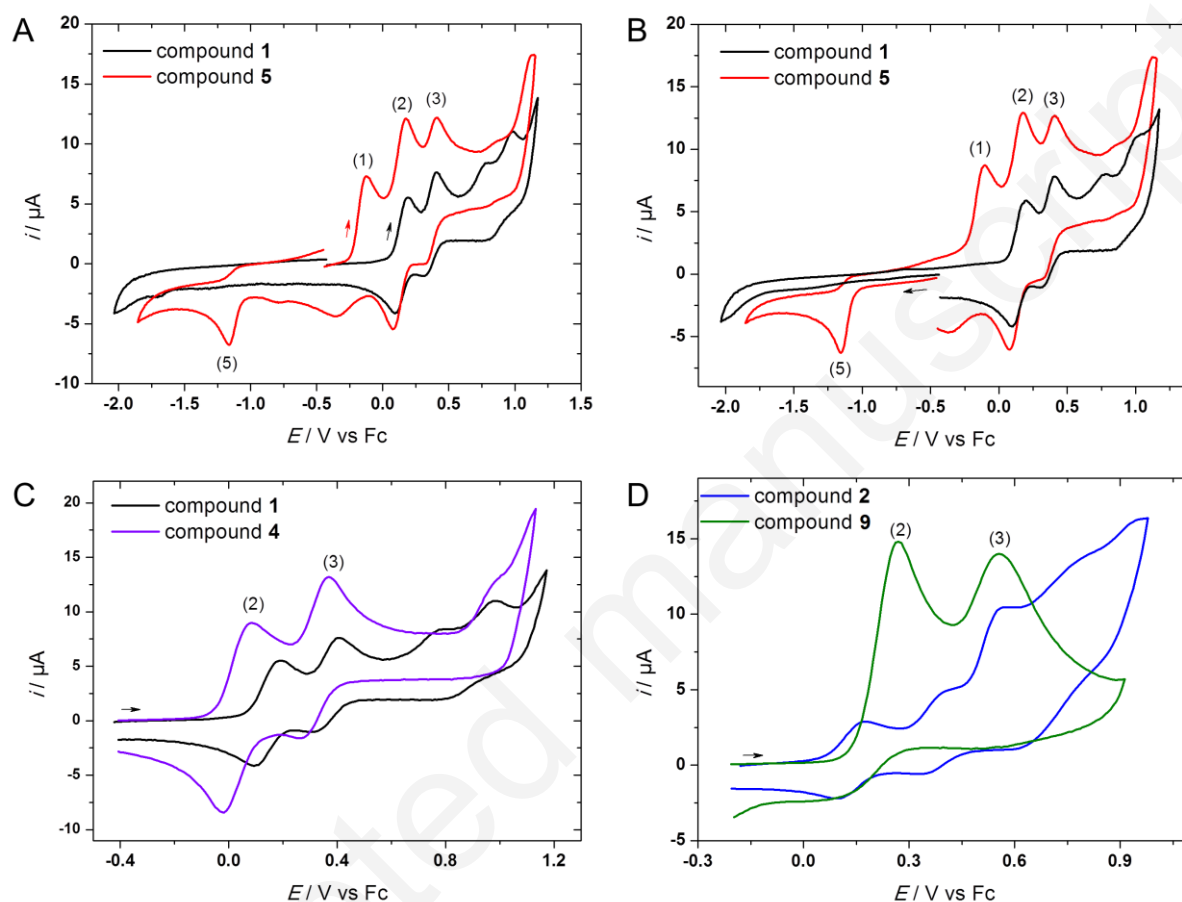 A
compound 1
compound 5
(1)
(2)
(3)
(5)
i / µA
20
15
10
5
0
-5
-10
-2.0 -1.5 -1.0 -0.5 0.0 0.5 1.0 1.5
E / V vs Fc
B
compound 1
compound 5
(1)
(2)
(3)
(5)
i / µA
20
15
10
5
0
-5
-2.0 -1.5 -1.0 -0.5 0.0 0.5 1.0
E / V vs Fc
C
compound 1
compound 4
(2)
(3)
i / µA
20
15
10
5
0
-5
-10
-0.4 0.0 0.4 0.8 1.2
E / V vs Fc
D
compound 2
compound 9
(2)
(3)
i / µA
15
10
5
0
-5
-0.3 0.0 0.3 0.6 0.9
E / V vs Fc
ted manuscript